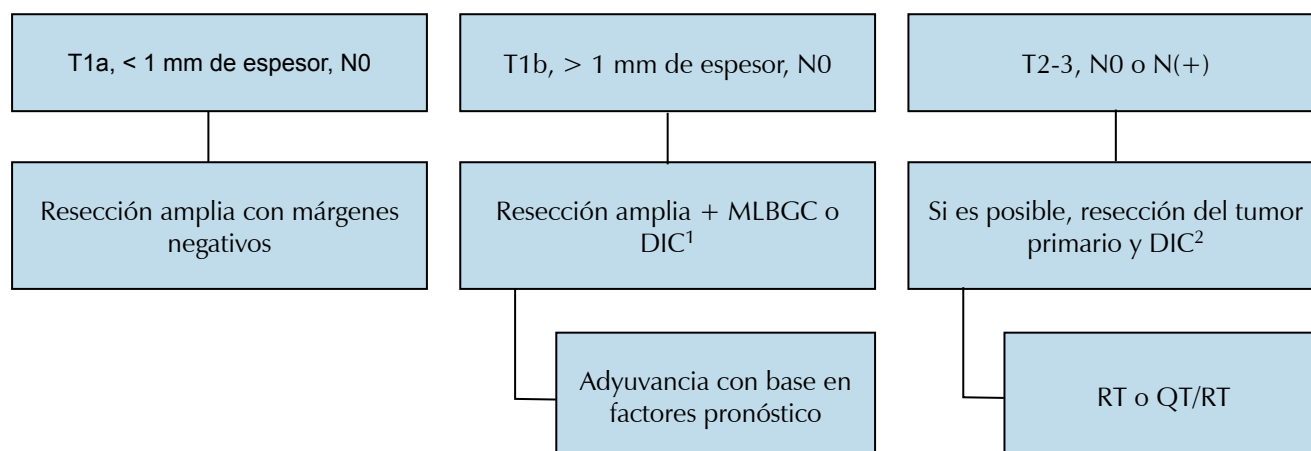 T1a, < 1 mm de espesor, N0
T1b, > 1 mm de espesor, N0
T2-3, N0 o N(+)
Resección amplia con márgenes
negativos
Resección amplia + MLBGC o
DIC¹
Si es posible, resección del tumor
primario y DIC²
Adyuvancia con base en
factores pronóstico
RT o QT/RT